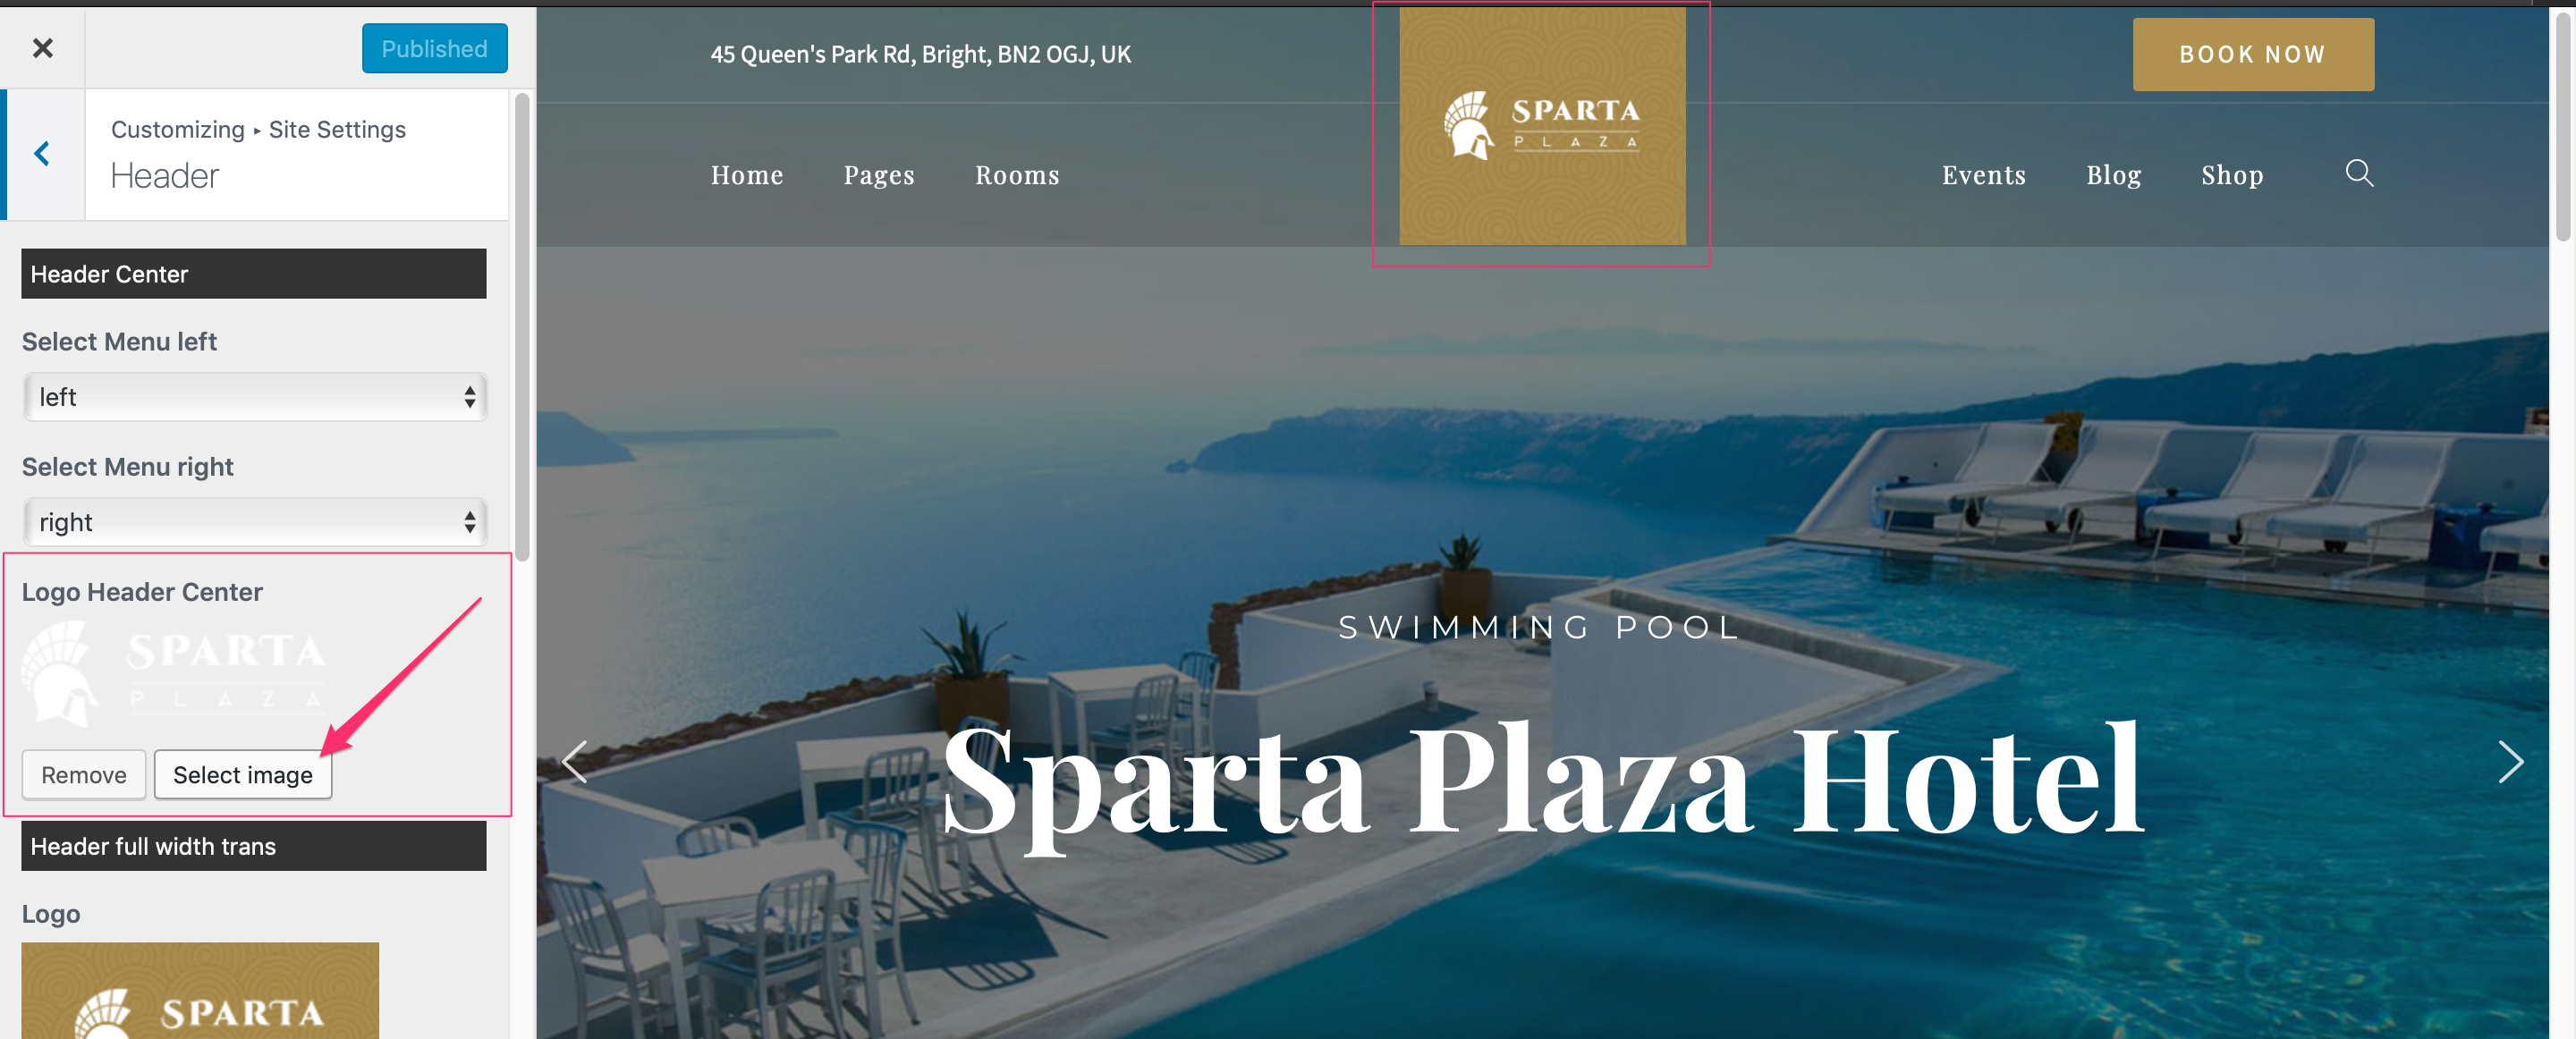 Published
Customizing ▸ Site Settings
Header
Header Center
Select Menu left
left
Select Menu right
right
Logo Header Center
SPARTA
PLAZA
Remove
Select image
Header full width trans
Logo
SPARTA
45 Queen's Park Rd, Bright, BN2 OGJ, UK
SPARTA
PLAZA
BOOK NOW
Home Pages Rooms
Events Blog Shop
SWIMMING POOL
Sparta Plaza Hotel